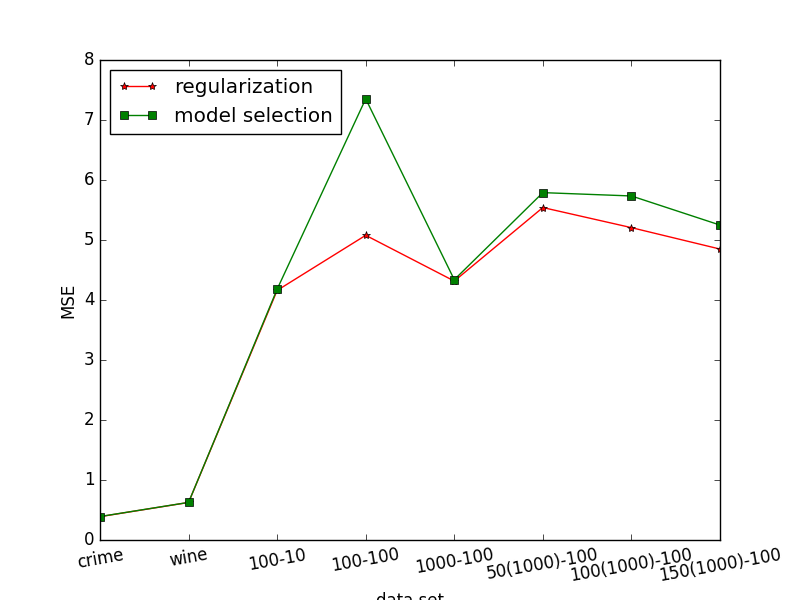 8
7
6
5
4
3
2
1
0
MSE
regularization
model selection
crime
wine
100-10
100-100
1000-100
50(1000)-100
100(1000)-100
150(1000)-100
data set